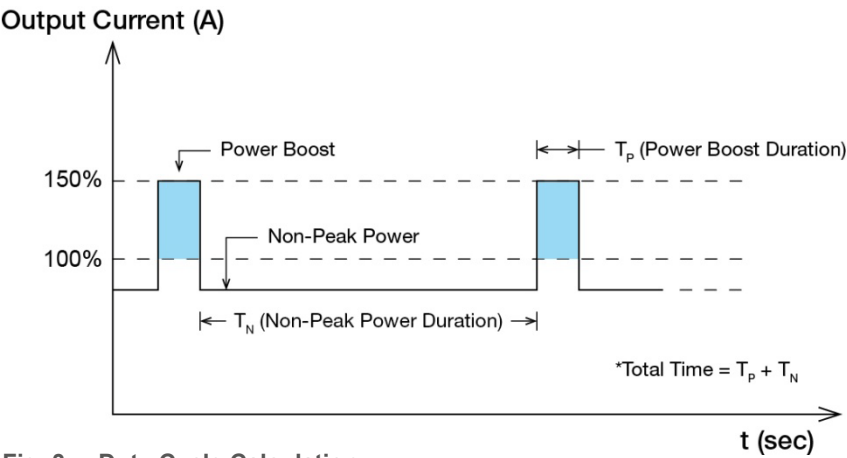 Output Current (A)
Power Boost
T_P (Power Boost Duration)
150%
Non-Peak Power
100%
T_N (Non-Peak Power Duration)
*Total Time = T_P + T_N
t (sec)